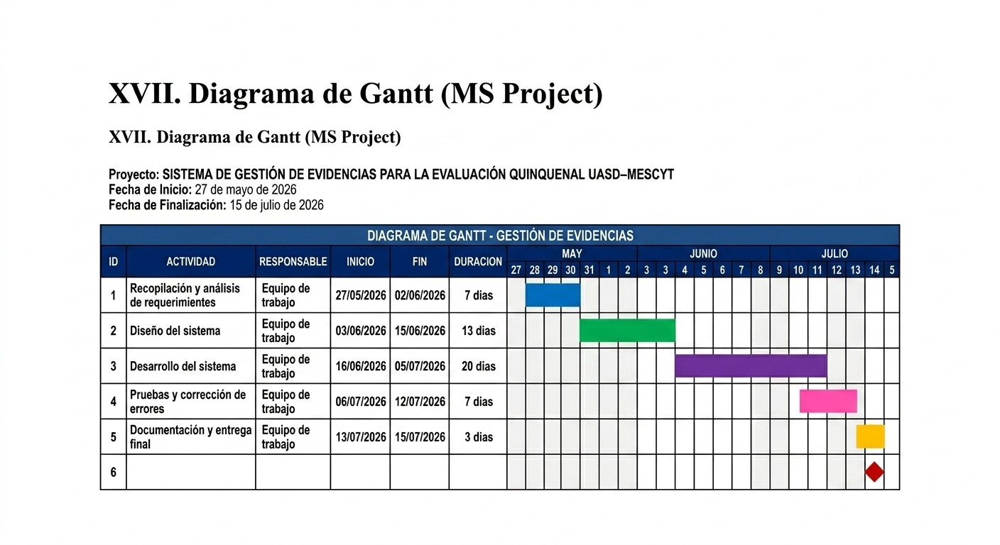 XVII. Diagrama de Gantt (MS Project)
XVII. Diagrama de Gantt (MS Project)
Proyecto: SISTEMA DE GESTIÓN DE EVIDENCIAS PARA LA EVALUACIÓN QUINQUENAL UASD–MESCYT
Fecha de Inicio: 27 de mayo de 2026
Fecha de Finalización: 15 de julio de 2026
DIAGRAMA DE GANTT - GESTIÓN DE EVIDENCIAS
ID ACTIVIDAD RESPONSABLE INICIO FIN DURACION MAY JUNIO JULIO
27 28 29 30 31 1 2 3 3 4 5 6 7 8 9 10 11 12 13 14 5
1 Recopilación y análisis de requerimientos Equipo de trabajo 27/05/2026 02/06/2026 7 dias
2 Diseño del sistema Equipo de trabajo 03/06/2026 15/06/2026 13 dias
3 Desarrollo del sistema Equipo de trabajo 16/06/2026 05/07/2026 20 dias
4 Pruebas y corrección de errores Equipo de trabajo 06/07/2026 12/07/2026 7 dias
5 Documentación y entrega final Equipo de trabajo 13/07/2026 15/07/2026 3 dias
6